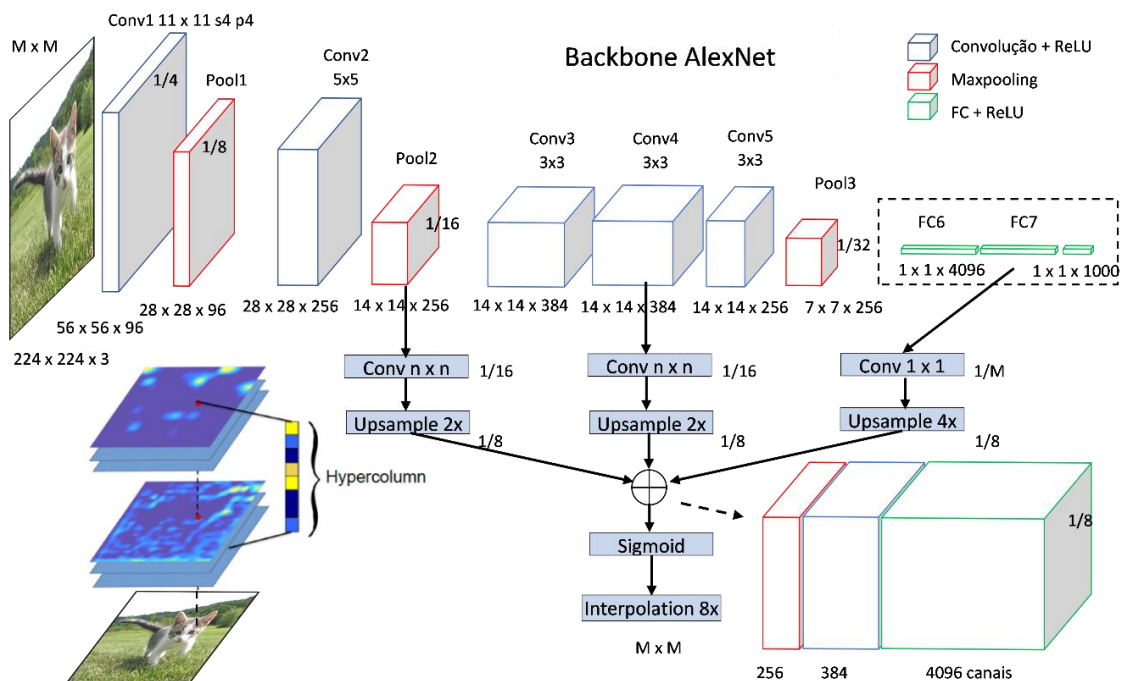 Conv1 11 x 11 s4 p4
M x M
1/4
Pool1
1/8
Conv2
5x5
Backbone AlexNet
Convolução + ReLU
Maxpooling
FC + ReLU
Pool2
1/16
Conv3
3x3
Conv4
3x3
Conv5
3x3
Pool3
1/32
FC6
FC7
1 x 1 x 4096
1 x 1 x 1000
224 x 224 x 3
56 x 56 x 96
28 x 28 x 96
28 x 28 x 256
14 x 14 x 256
14 x 14 x 384
14 x 14 x 384
14 x 14 x 256
7 x 7 x 256
Conv n x n
1/16
Conv n x n
1/16
Conv 1 x 1
1/M
Upsample 2x
1/8
Upsample 2x
1/8
Upsample 4x
1/8
Hypercolumn
Sigmoid
Interpolation 8x
M x M
1/8
256
384
4096 canais